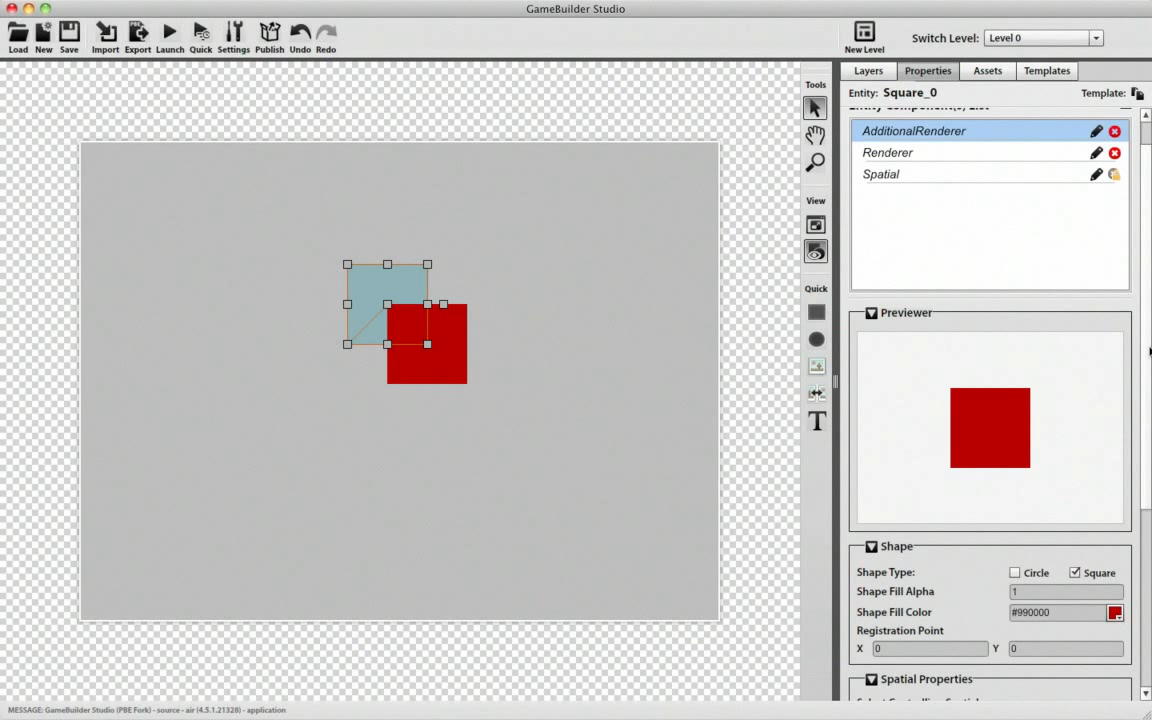 GameBuilder Studio
Load New Save Import Export Launch Quick Settings Publish Undo Redo
New Level
Switch Level: Level 0
Layers Properties Assets Templates
Entity: Square_0 Template:
Tools
View
Quick
T
AdditionalRenderer
Renderer
Spatial
Previewer
Shape
Shape Type: Circle Square
Shape Fill Alpha 1
Shape Fill Color #990000
Registration Point
X 0 Y 0
Spatial Properties
MESSAGE: GameBuilder Studio (PBE Fork) - source - air (4.5.1.21328) - application